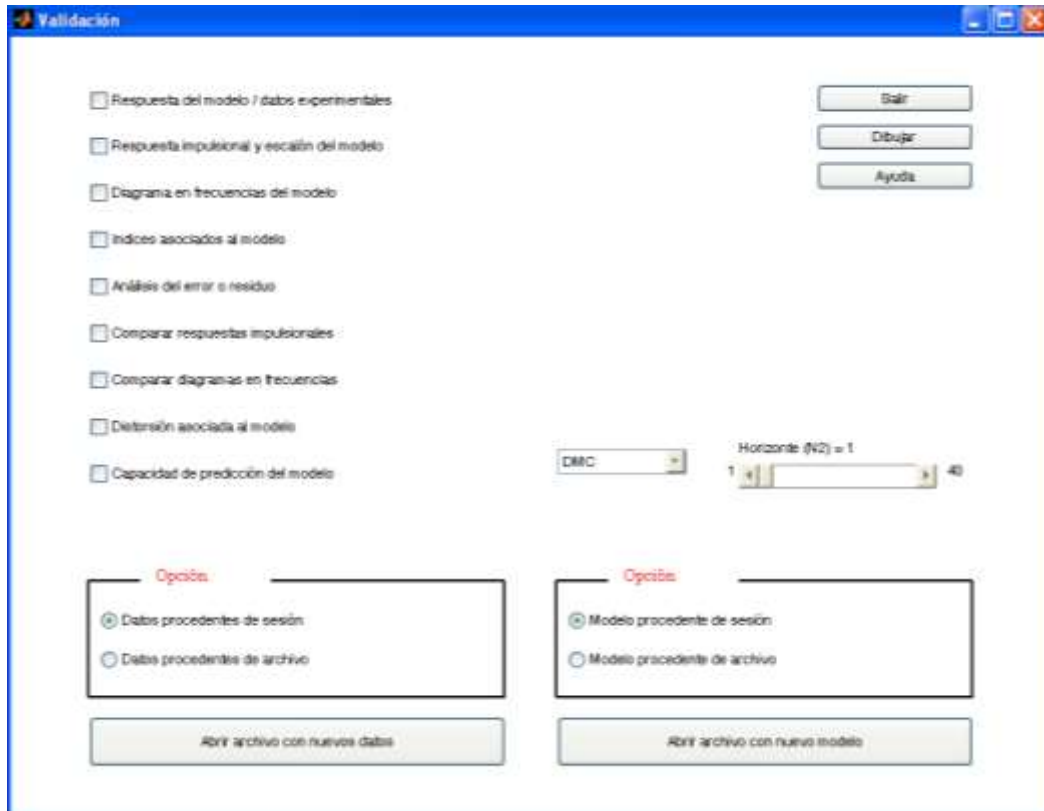 Validación
Respuesta del modelo / datos experimentales
Salir
Respuesta impulsional y escalón del modelo
Dibujar
Diagrama en frecuencias del modelo
Ayuda
Indices asociados al modelo
Análisis del error o residuo
Comparar respuestas impulsionales
Comparar diagramas en frecuencias
Distorsión asociada al modelo
Capacidad de predicción del modelo
DMC
Horizonte (N2) = 1
1
40
Opción:
Datos procedentes de sesión
Datos procedentes de archivo
Abrir archivo con nuevos datos
Opción:
Modelo procedente de sesión
Modelo procedente de archivo
Abrir archivo con nuevo modelo